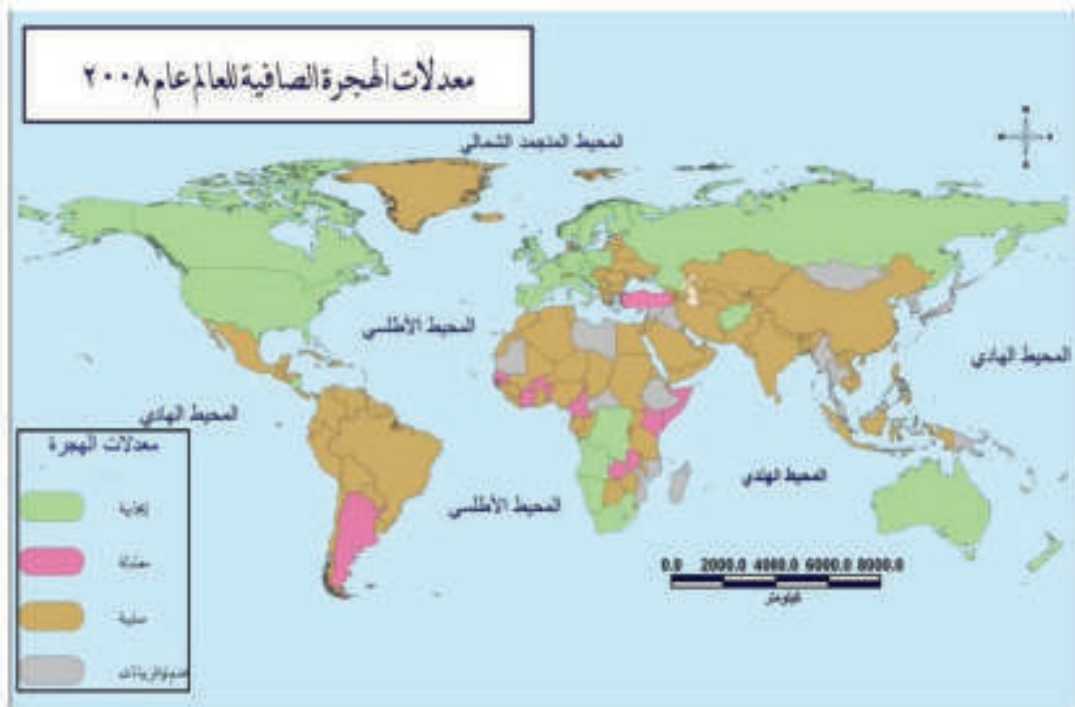 معدلات الهجرة الصافية للعالم عام ٢٠٠٨
المحيط المتجمد الشمالي
المحيط الأطلسي
المحيط الهادي
المحيط الهادي
المحيط الهندي
المحيط الأطلسي
معدلات الهجرة
إيجابية
معتدلة
سلبية
0.0 2000.0 4000.0 6000.0 8000.0
كيلومتر